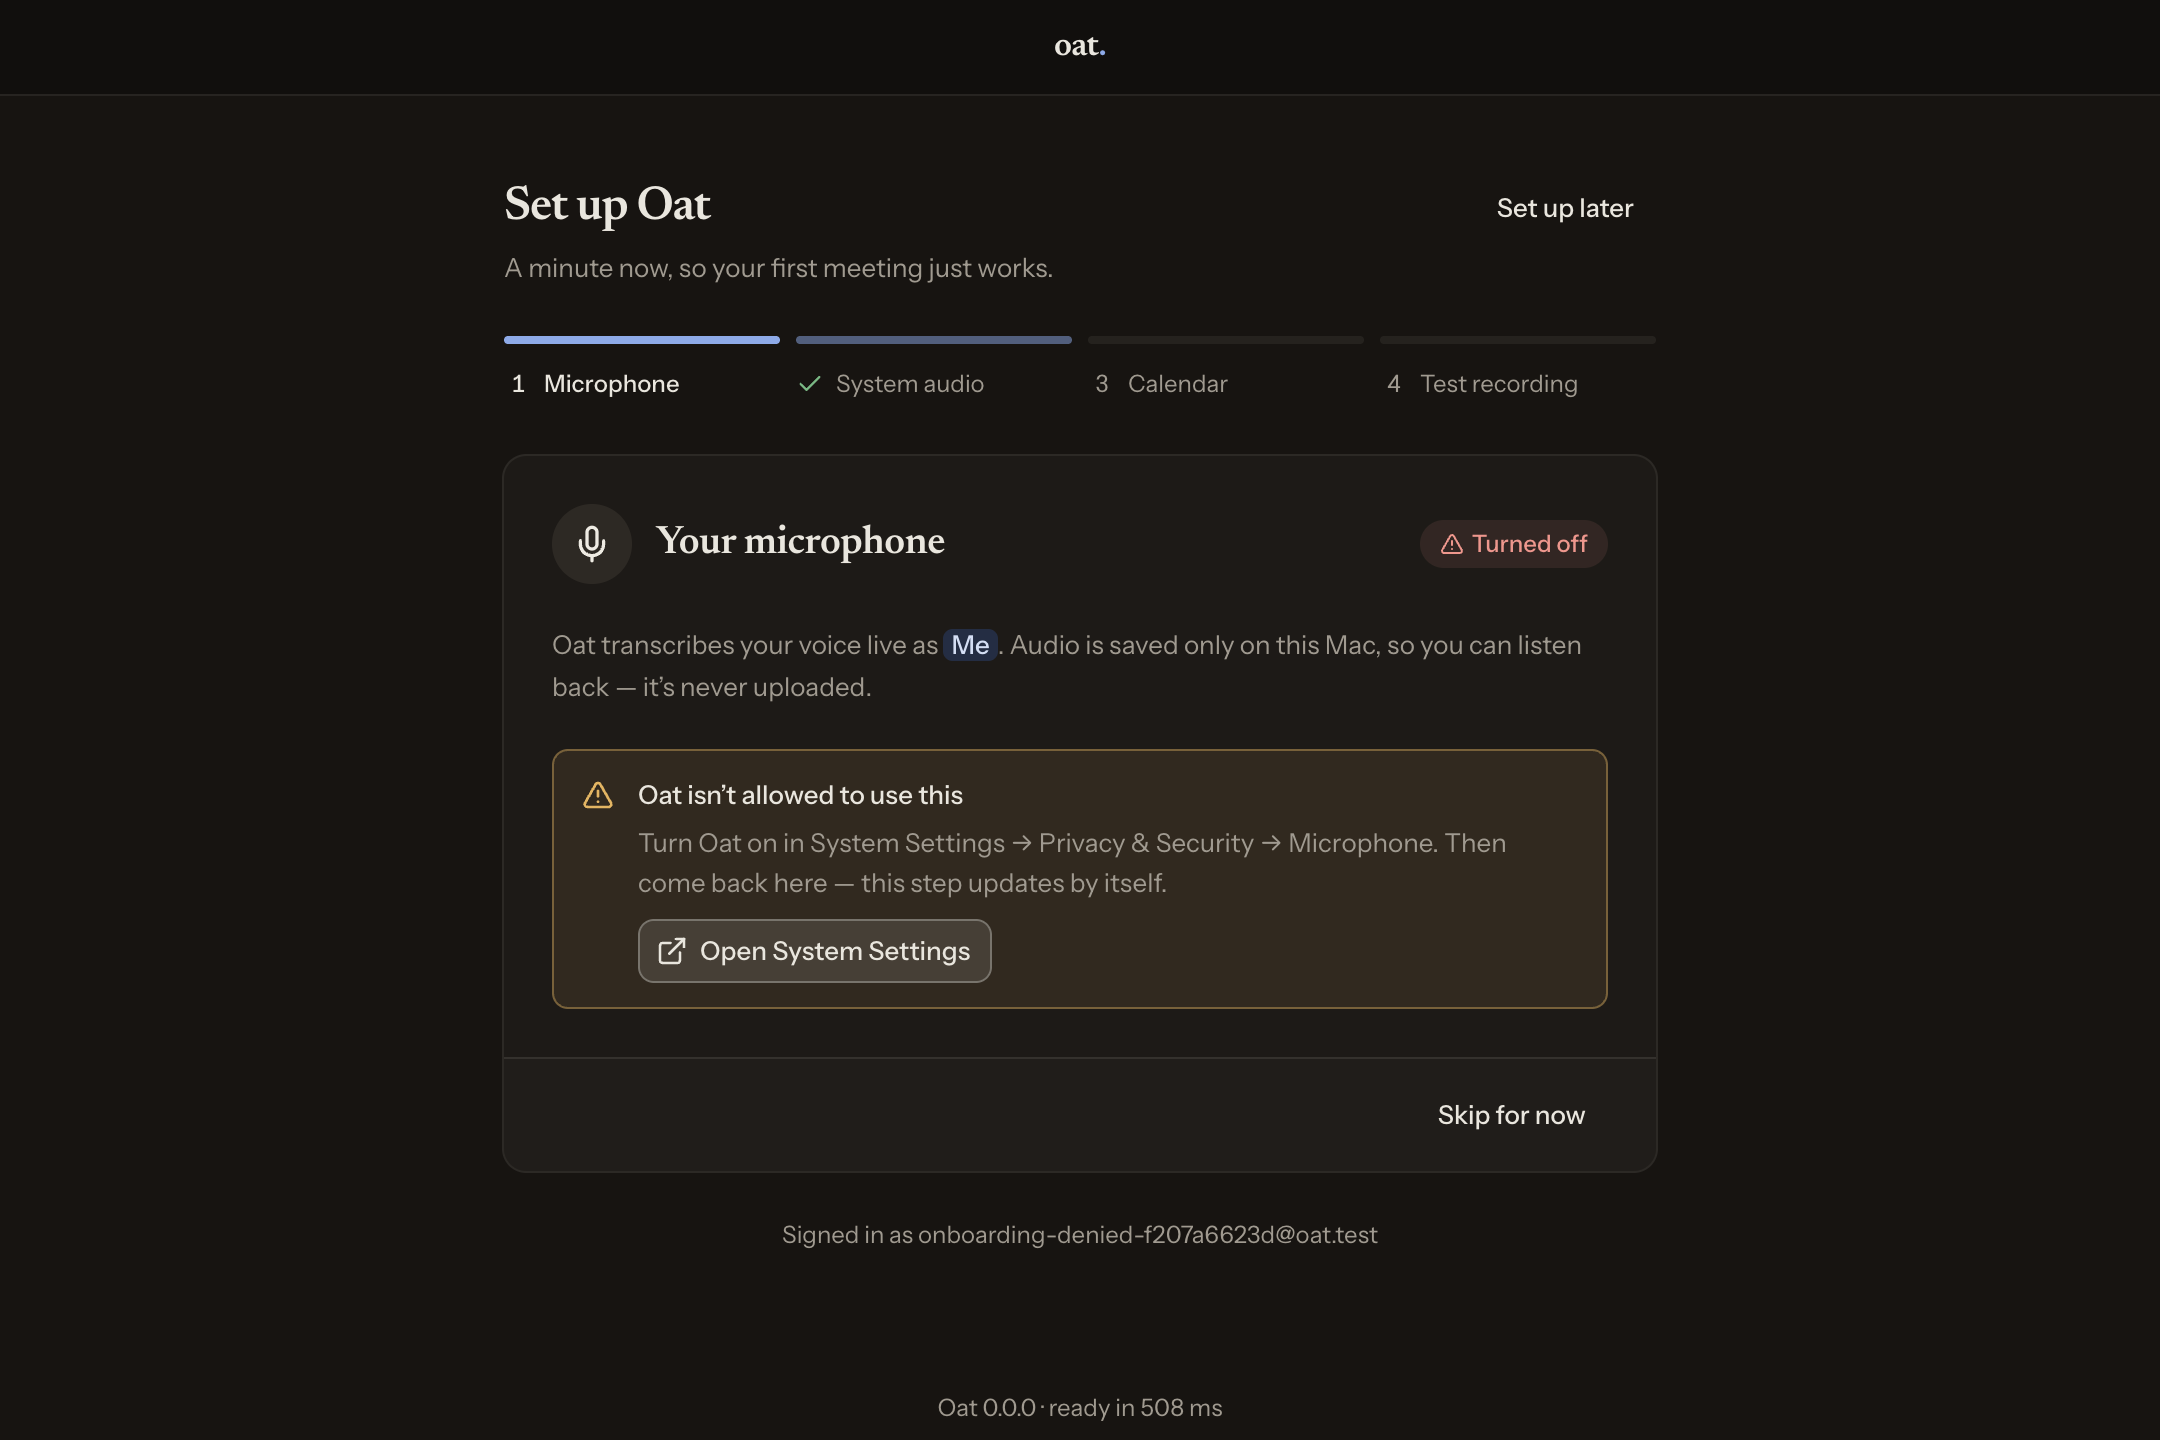 oat.
Set up Oat
Set up later
A minute now, so your first meeting just works.
1 Microphone
System audio
3 Calendar
4 Test recording
Your microphone
Turned off
Oat transcribes your voice live as Me. Audio is saved only on this Mac, so you can listen
back — it’s never uploaded.
Oat isn’t allowed to use this
Turn Oat on in System Settings → Privacy & Security → Microphone. Then
come back here — this step updates by itself.
Open System Settings
Skip for now
Signed in as onboarding-denied-f207a6623d@oat.test
Oat 0.0.0 · ready in 508 ms